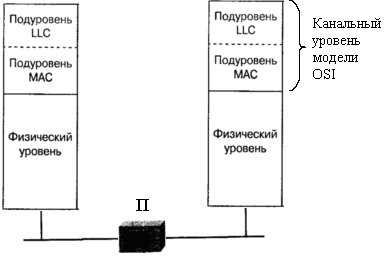 Подуровень
LLC
Подуровень
MAC
Физический
уровень
Подуровень
LLC
Подуровень
MAC
Физический
уровень
Канальный
уровень
модели
OSI
П